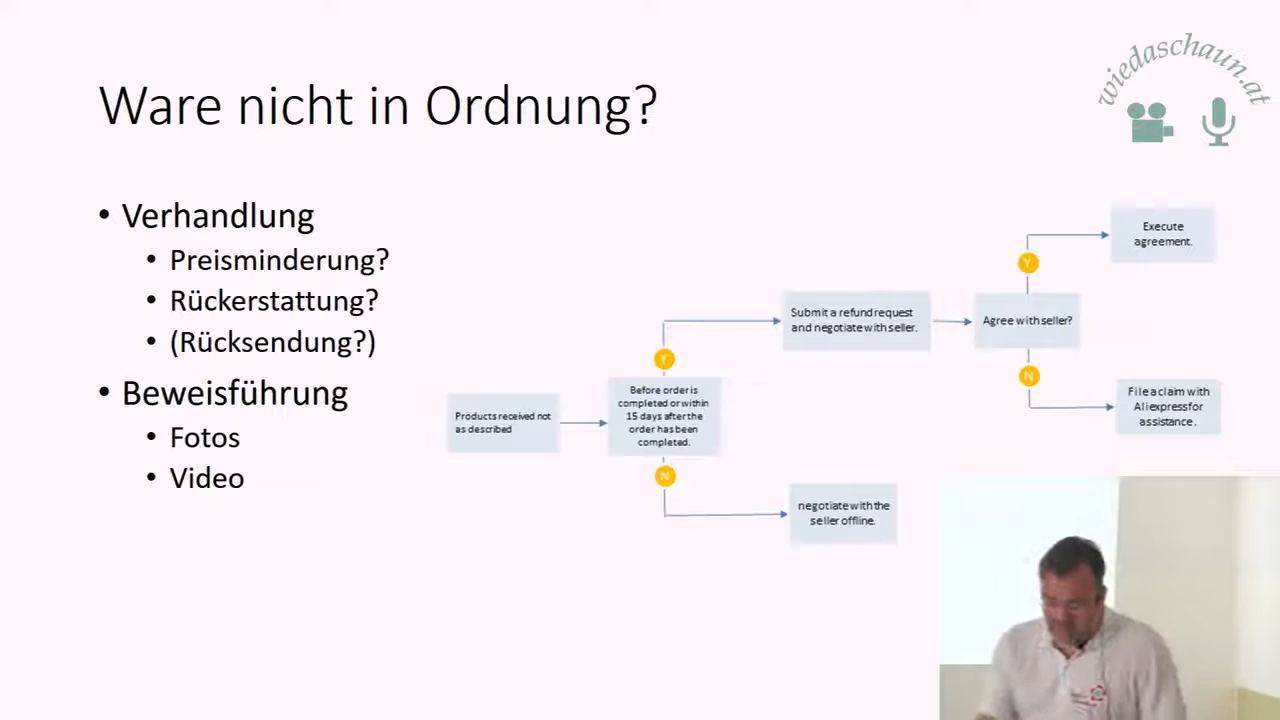 wiedaschaun.at
Ware nicht in Ordnung?
• Verhandlung
• Preisminderung?
• Rückerstattung?
• (Rücksendung?)
• Beweisführung
• Fotos
• Video
Products received not
as described
Before order is
completed or within
15 days after the
order has been
completed.
Y
N
Submit a refund request
and negotiate with seller.
negotiate with the
seller offline.
Agree with seller?
Y
N
Execute
agreement.
File a claim with
Aliexpress for
assistance.